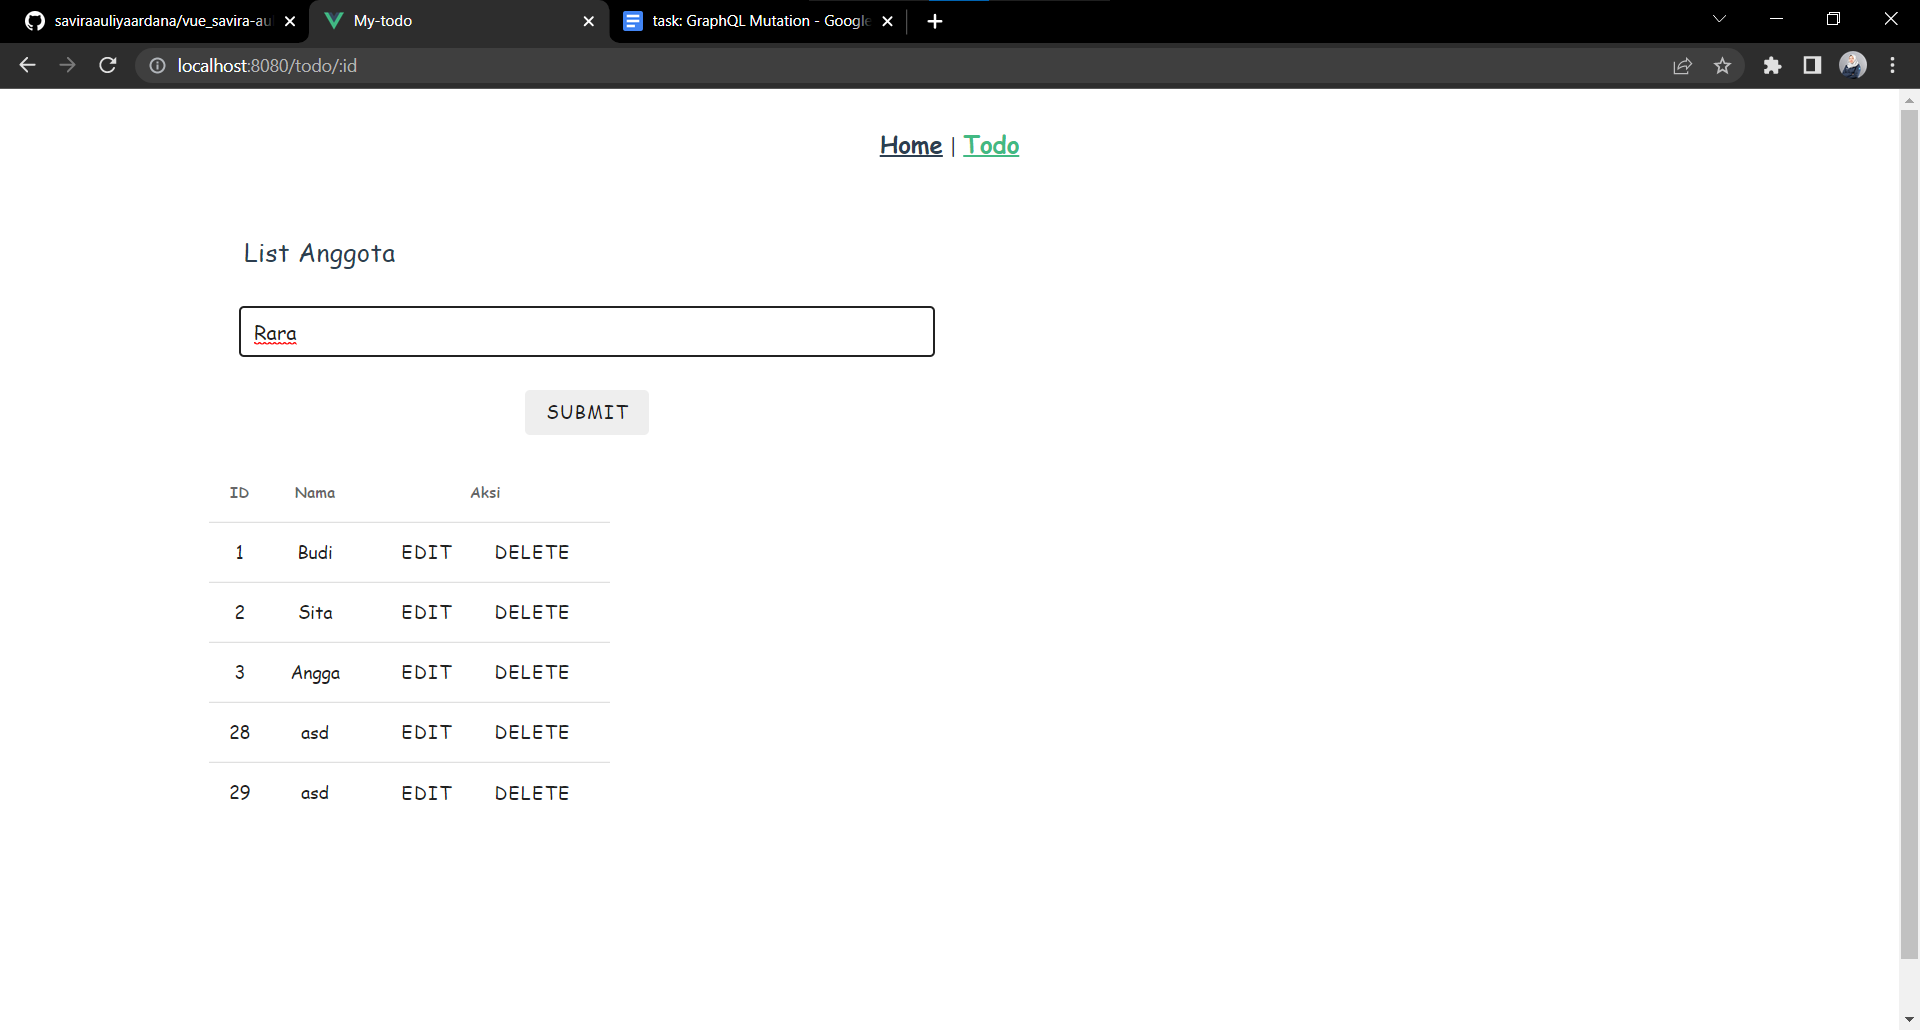 saviraauliyaardana/vue_savira-au
My-todo
task: GraphQL Mutation - Google
localhost:8080/todo/:id
Home | Todo
List Anggota
Rara
SUBMIT
ID Nama Aksi
1 Budi EDIT DELETE
2 Sita EDIT DELETE
3 Angga EDIT DELETE
28 asd EDIT DELETE
29 asd EDIT DELETE